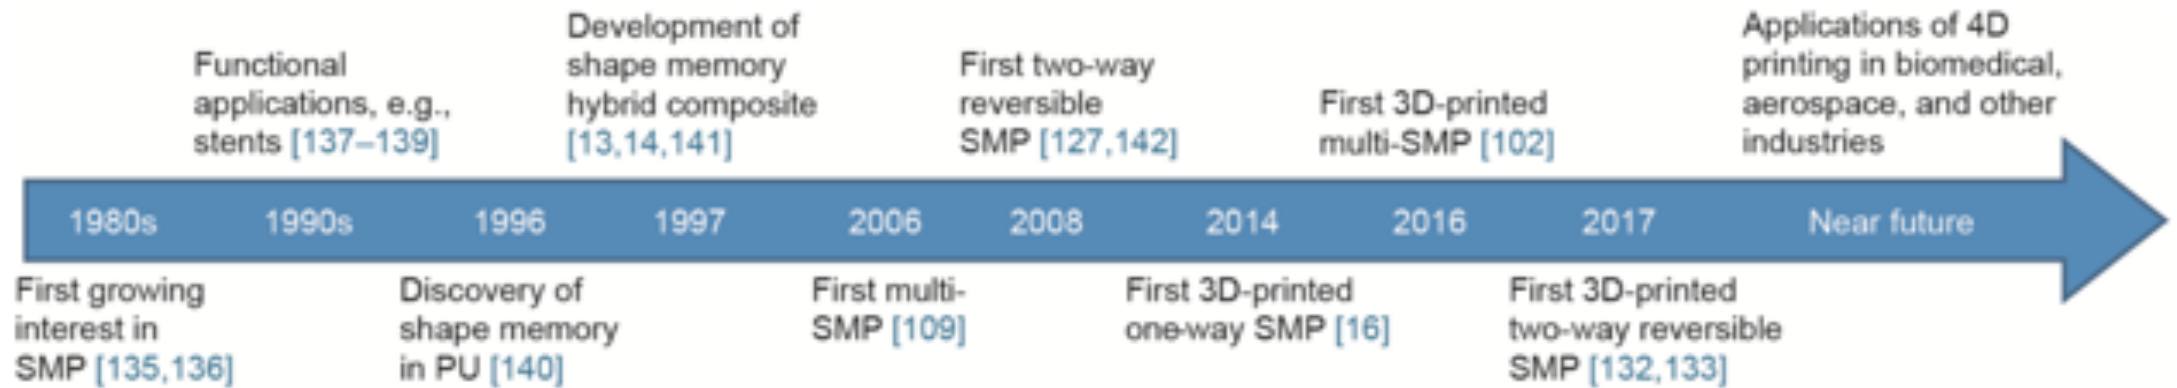 Functional
applications, e.g.,
stents [137–139]
Development of
shape memory
hybrid composite
[13,14,141]
First two-way
reversible
SMP [127,142]
First 3D-printed
multi-SMP [102]
Applications of 4D
printing in biomedical,
aerospace, and other
industries
1980s 1990s 1996 1997 2006 2008 2014 2016 2017 Near future
First growing
interest in
SMP [135,136]
Discovery of
shape memory
in PU [140]
First multi-
SMP [109]
First 3D-printed
one-way SMP [16]
First 3D-printed
two-way reversible
SMP [132,133]